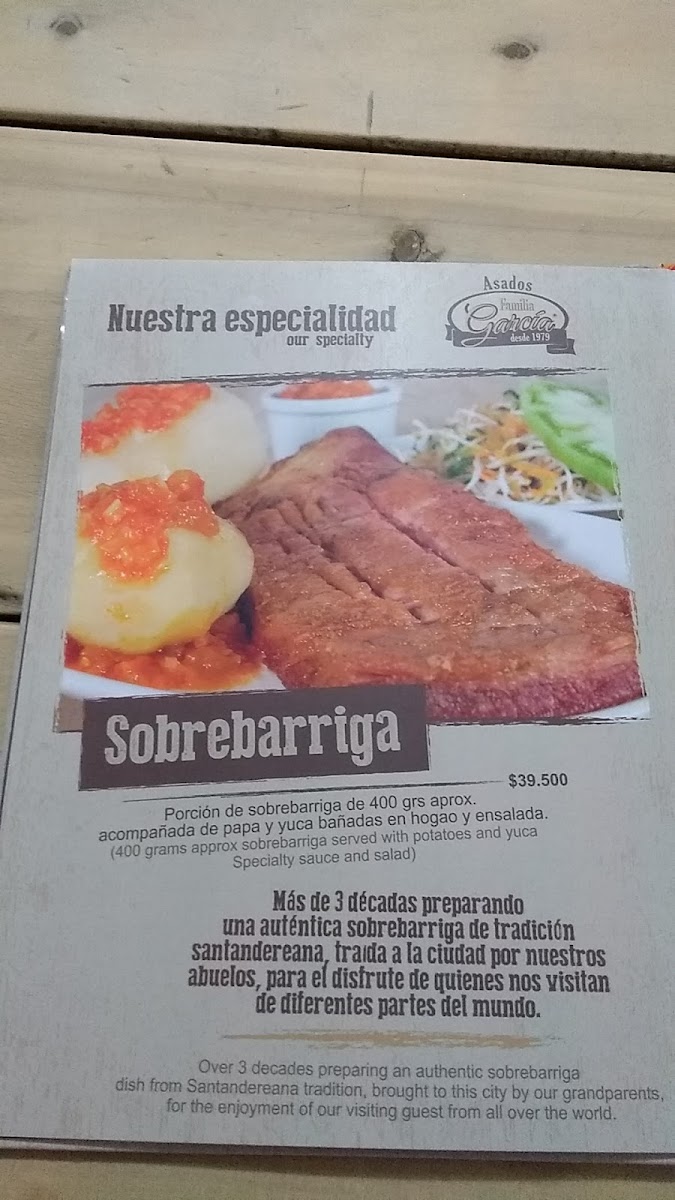 Nuestra especialidad
our specialty
Asados
Familia
García
desde 1979
Sobrebarriga
$39.500
Porción de sobrebarriga de 400 grs aprox.
acompañada de papa y yuca bañadas en hogao y ensalada.
(400 grams approx sobrebarriga served with potatoes and yuca
Specialty sauce and salad)
Más de 3 décadas preparando
una auténtica sobrebarriga de tradición
santandereana, traída a la ciudad por nuestros
abuelos, para el disfrute de quienes nos visitan
de diferentes partes del mundo.
Over 3 decades preparing an authentic sobrebarriga
dish from Santandereana tradition, brought to this city by our grandparents,
for the enjoyment of our visiting guest from all over the world.